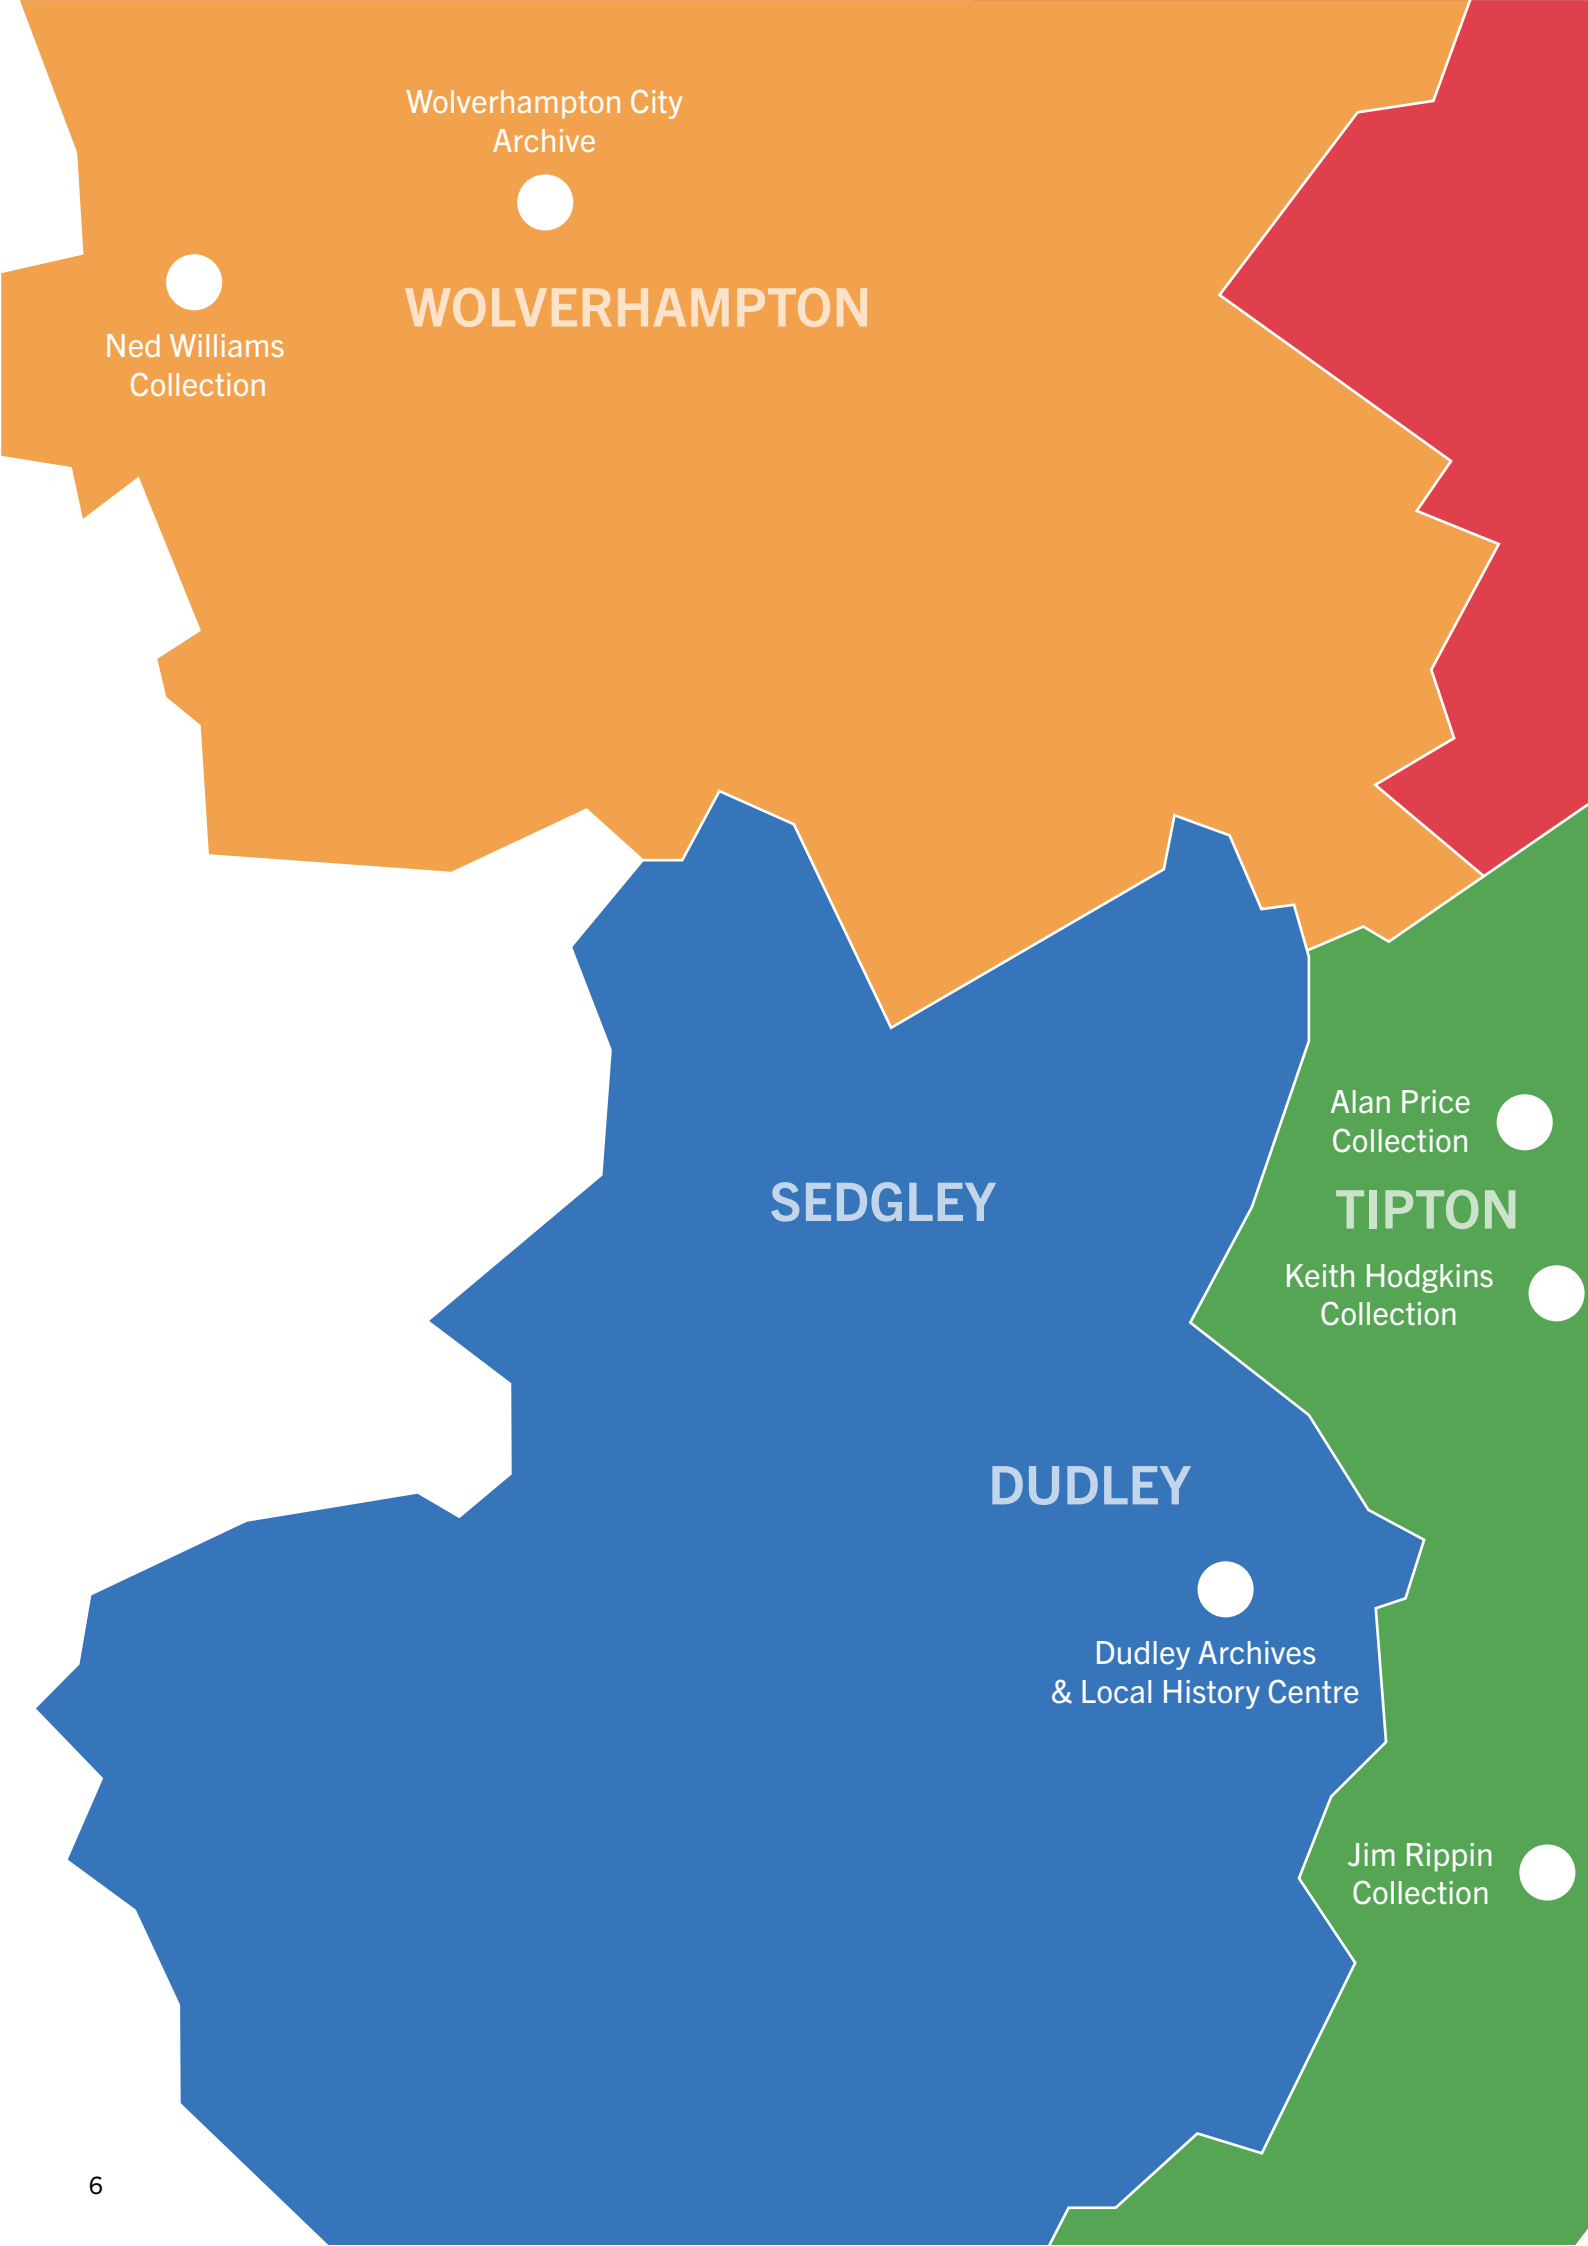 Wolverhampton City
Archive
WOLVERHAMPTON
Ned Williams
Collection
Alan Price
Collection
SEDGLEY
TIPTON
Keith Hodgkins
Collection
DUDLEY
Dudley Archives
& Local History Centre
Jim Rippin
Collection
6